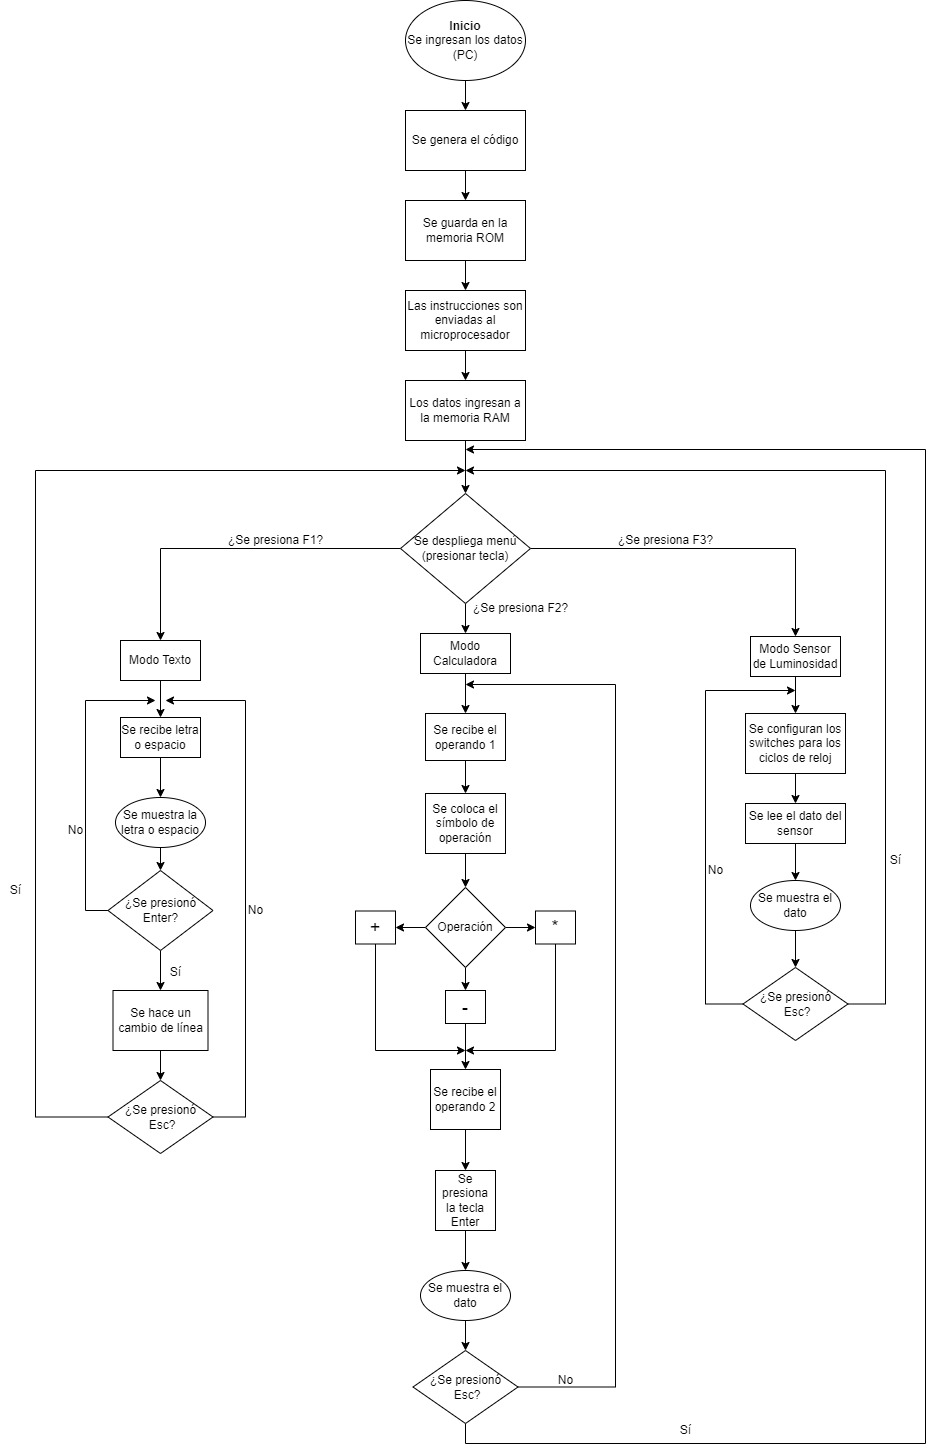 Inicio
Se ingresan los datos
(PC)
Se genera el código
Se guarda en la
memoria ROM
Las instrucciones son
enviadas al
microprocesador
Los datos ingresan a
la memoria RAM
Se despliega menú
(presionar tecla)
¿Se presiona F1?
¿Se presiona F3?
¿Se presiona F2?
Modo Texto
Se recibe letra
o espacio
Se muestra la
letra o espacio
No
¿Se presionó
Enter?
Sí
Se hace un
cambio de línea
¿Se presionó
Esc?
No
Sí
Modo
Calculadora
Se recibe el
operando 1
Se coloca el
símbolo de
operación
Operación
+
*
-
Se recibe el
operando 2
Se
presiona
la tecla
Enter
Se muestra el
dato
¿Se presionó
Esc?
No
Sí
Modo Sensor
de Luminosidad
Se configuran los
switches para los
ciclos de reloj
Se lee el dato del
sensor
Se muestra el
dato
¿Se presionó
Esc?
No
Sí